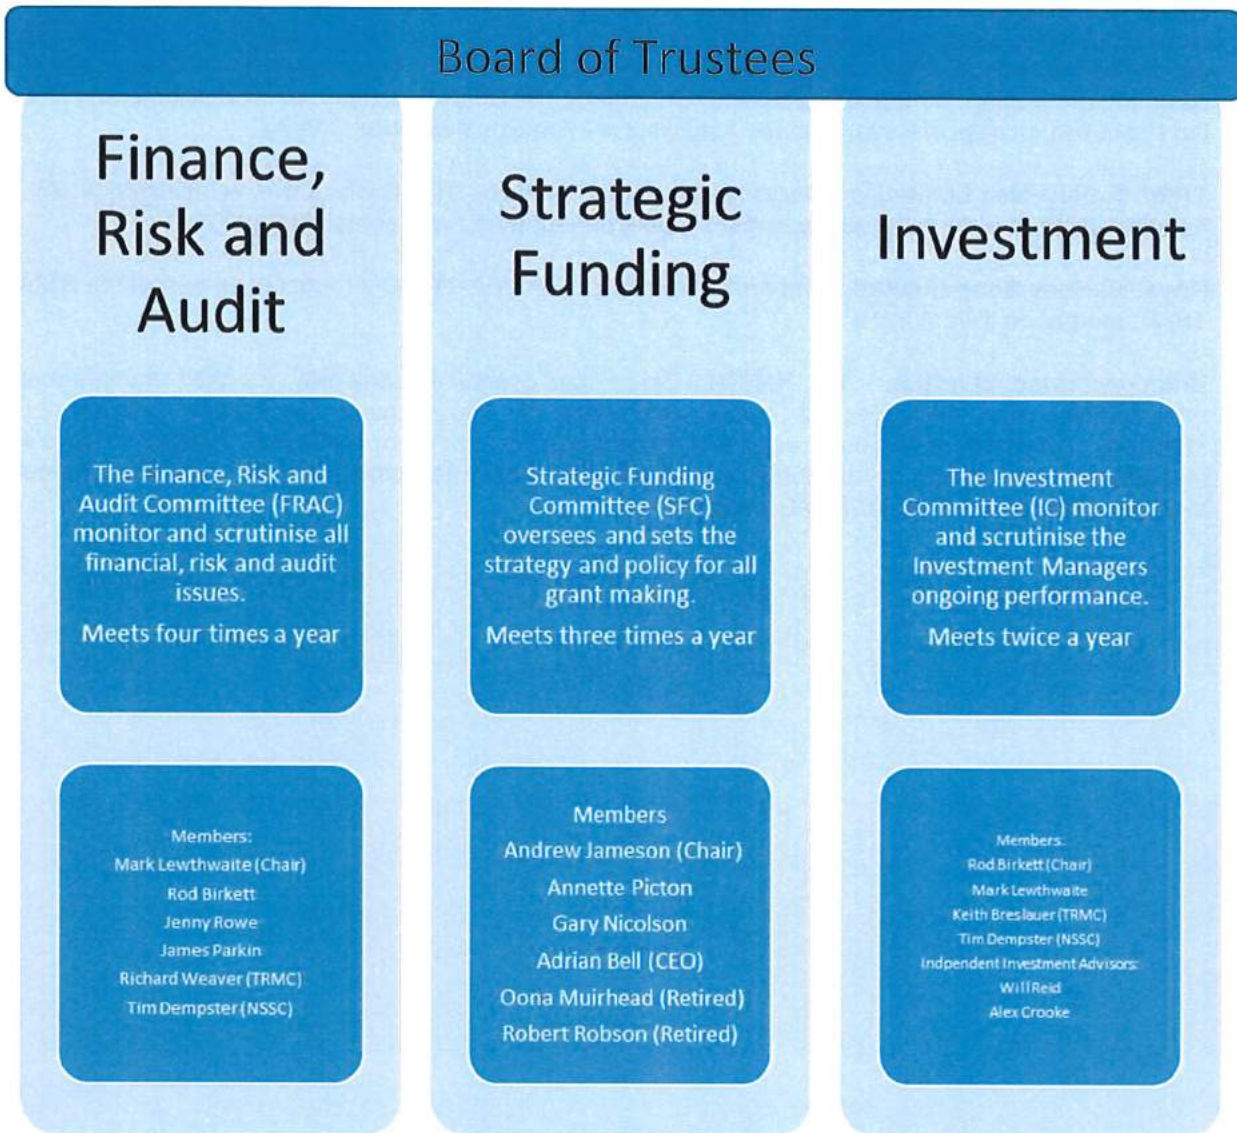 Board of Trustees
Finance,
Risk and
Audit
The Finance, Risk and
Audit Committee (FRAC)
monitor and scrutinise all
financial, risk and audit
issues.
Meets four times a year
Members:
Mark Lewthwaite (Chair)
Rod Birkett
Jenny Rowe
James Parkin
Richard Weaver (TRMC)
Tim Dempster (NSSC)
Strategic
Funding
Strategic Funding
Committee (SFC)
oversees and sets the
strategy and policy for all
grant making.
Meets three times a year
Members
Andrew Jameson (Chair)
Annette Picton
Gary Nicolson
Adrian Bell (CEO)
Oona Muirhead (Retired)
Robert Robson (Retired)
Investment
The Investment
Committee (IC) monitor
and scrutinise the
Investment Managers
ongoing performance.
Meets twice a year
Members:
Rod Birkett (Chair)
Mark Lewthwaite
Keith Breslauer (TRMC)
Tim Dempster (NSSC)
Indpendent Investment Advisors:
Will Reid
Alex Crooke